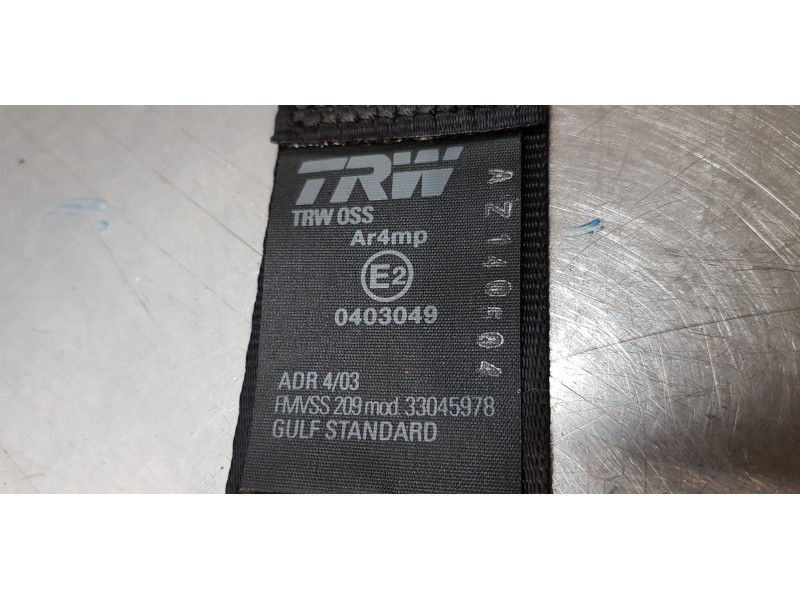 TRW
TRW OSS
Ar4mp
E2
0403049
ADR 4/03
FMVSS 209 mod. 33045978
GULF STANDARD